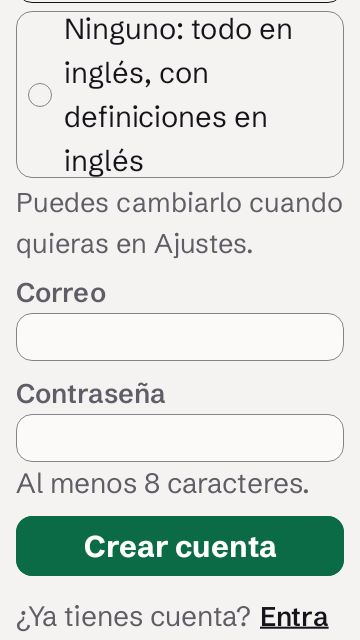 Ninguno: todo en
inglés, con
definiciones en
inglés
Puedes cambiarlo cuando
quieras en Ajustes.
Correo
Contraseña
Al menos 8 caracteres.
Crear cuenta
¿Ya tienes cuenta? Entra